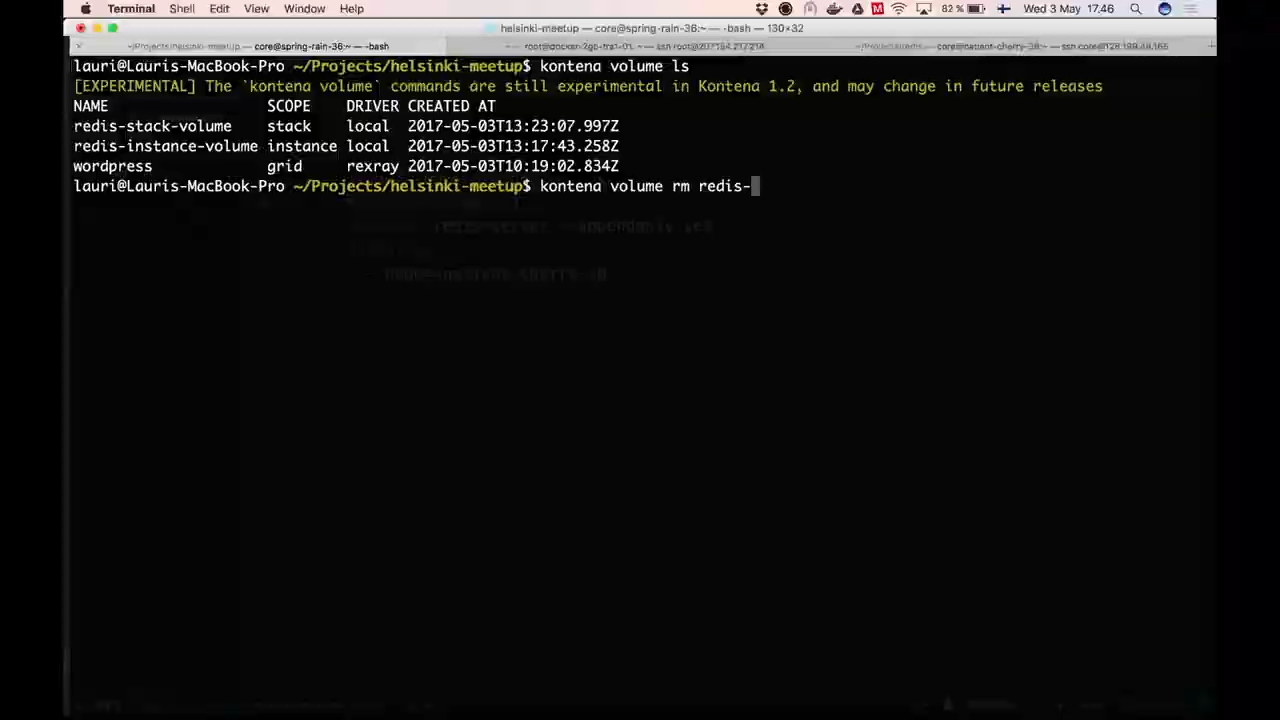 Terminal Shell Edit View Window Help 82 % Wed 3 May 17.46
helsinki-meetup — core@spring-rain-36:~ — -bash — 130×32
~/Projects/helsinki-meetup — core@spring-rain-36:~ — -bash
lauri@Lauris-MacBook-Pro ~/Projects/helsinki-meetup$ kontena volume ls
[EXPERIMENTAL] The `kontena volume` commands are still experimental in Kontena 1.2, and may change in future releases
NAME SCOPE DRIVER CREATED AT
redis-stack-volume stack local 2017-05-03T13:23:07.997Z
redis-instance-volume instance local 2017-05-03T13:17:43.258Z
wordpress grid rexray 2017-05-03T10:19:02.834Z
lauri@Lauris-MacBook-Pro ~/Projects/helsinki-meetup$ kontena volume rm redis-